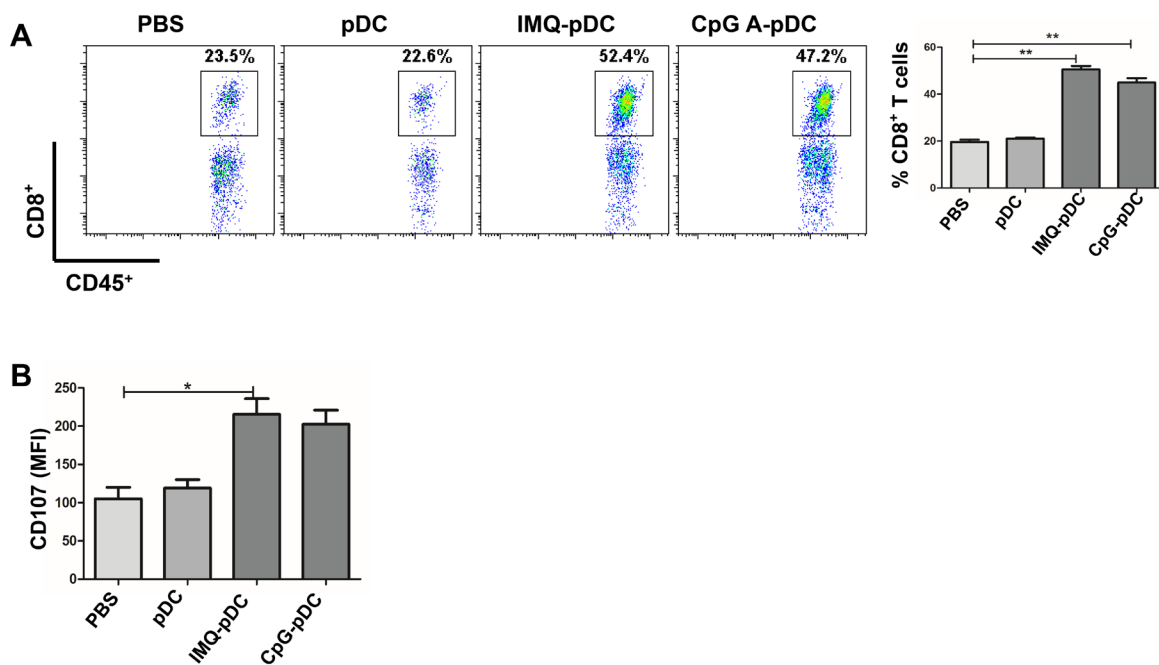 A
PBS pDC IMQ-pDC CpG A-pDC
23.5% 22.6% 52.4% 47.2%
CD8⁺
CD45⁺
% CD8⁺ T cells
60
40
20
0
**
**
PBS pDC IMQ-pDC CpG-pDC
B
CD107 (MFI)
250
200
150
100
50
0
*
PBS pDC IMQ-pDC CpG-pDC